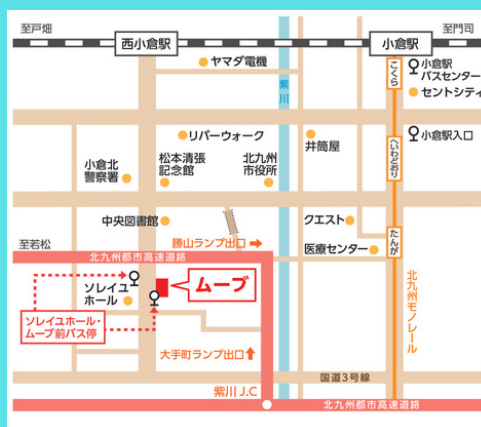 至戸畑
至門司
西小倉駅
小倉駅
ヤマダ電機
こくら
小倉駅
バスセンター
セントシティ
紫川
リバーウォーク
井筒屋
へいわどおり
小倉駅入口
小倉北
警察署
松本清張
記念館
北九州
市役所
中央図書館
クエスト
たんが
勝山ランプ出口
医療センター
至若松
北九州都市高速道路
ソレイユ
ホール
ムーブ
北九州モノレール
ソレイユホール・
ムーブ前バス停
大手町ランプ出口
国道3号線
紫川 J.C
北九州都市高速道路